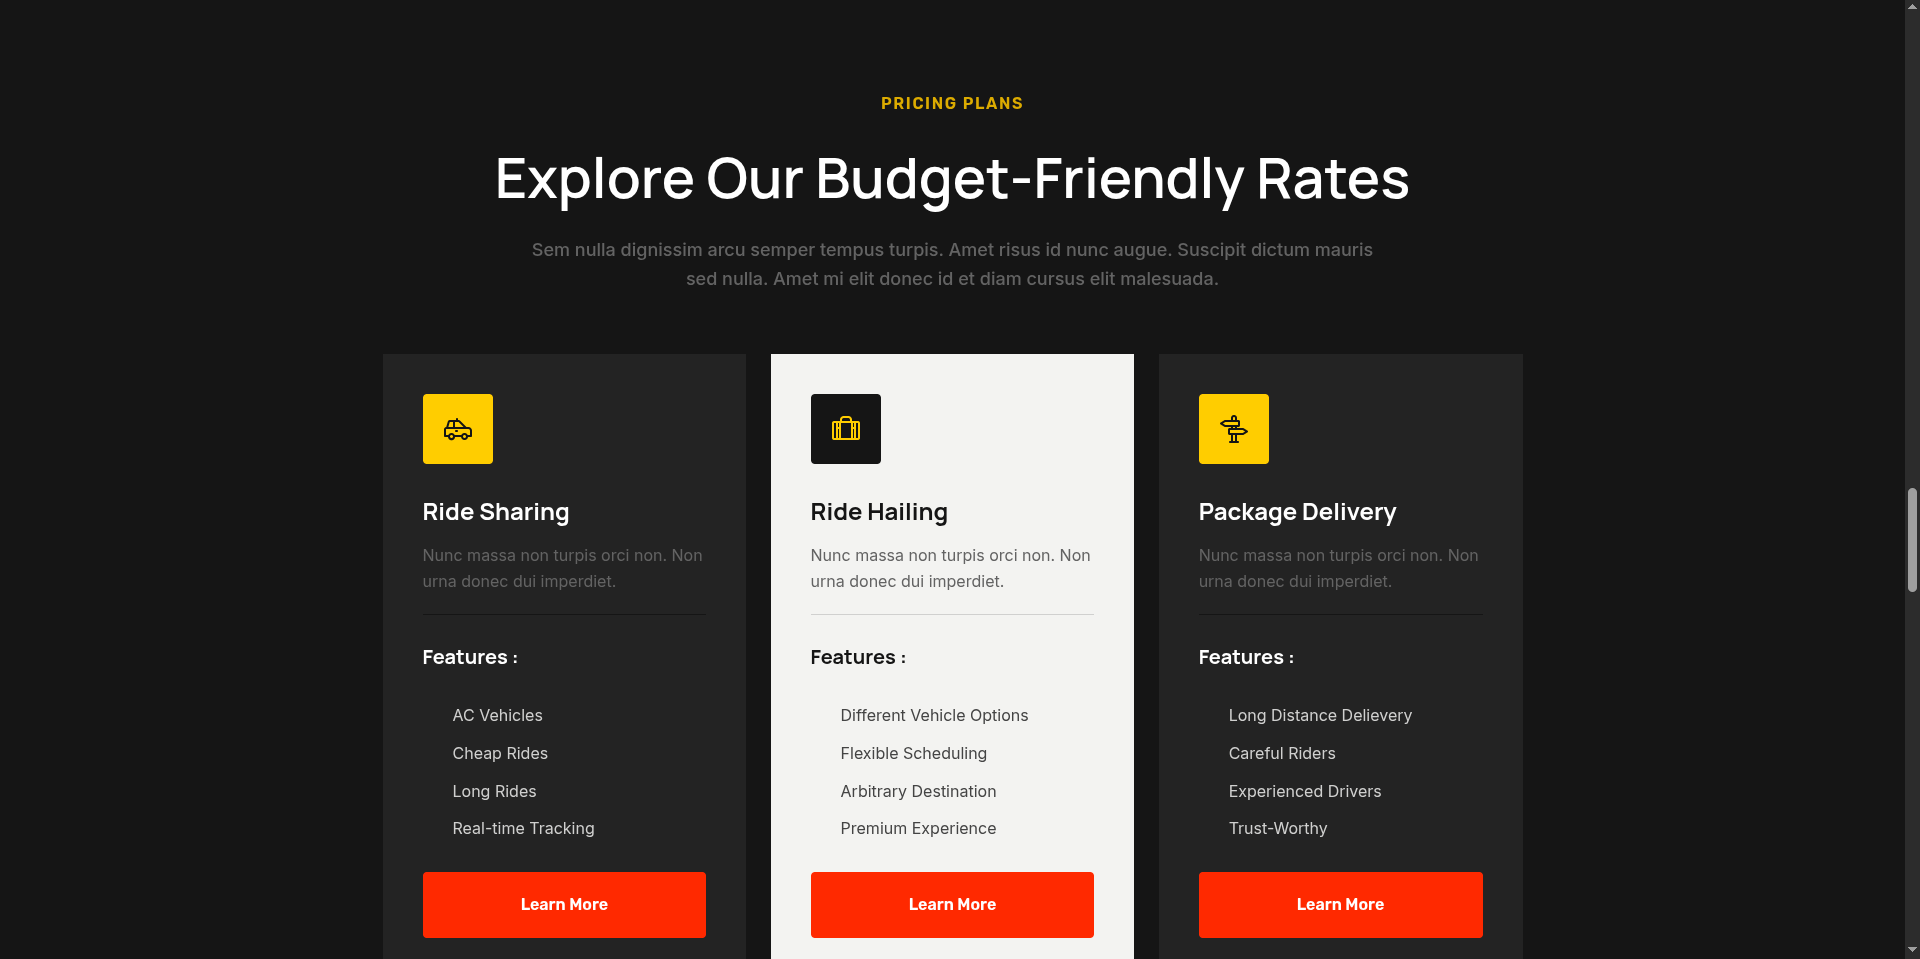 PRICING PLANS
Explore Our Budget-Friendly Rates
Sem nulla dignissim arcu semper tempus turpis. Amet risus id nunc augue. Suscipit dictum mauris
sed nulla. Amet mi elit donec id et diam cursus elit malesuada.
Ride Sharing
Nunc massa non turpis orci non. Non
urna donec dui imperdiet.
Features :
AC Vehicles
Cheap Rides
Long Rides
Real-time Tracking
Learn More
Ride Hailing
Nunc massa non turpis orci non. Non
urna donec dui imperdiet.
Features :
Different Vehicle Options
Flexible Scheduling
Arbitrary Destination
Premium Experience
Learn More
Package Delivery
Nunc massa non turpis orci non. Non
urna donec dui imperdiet.
Features :
Long Distance Delievery
Careful Riders
Experienced Drivers
Trust-Worthy
Learn More